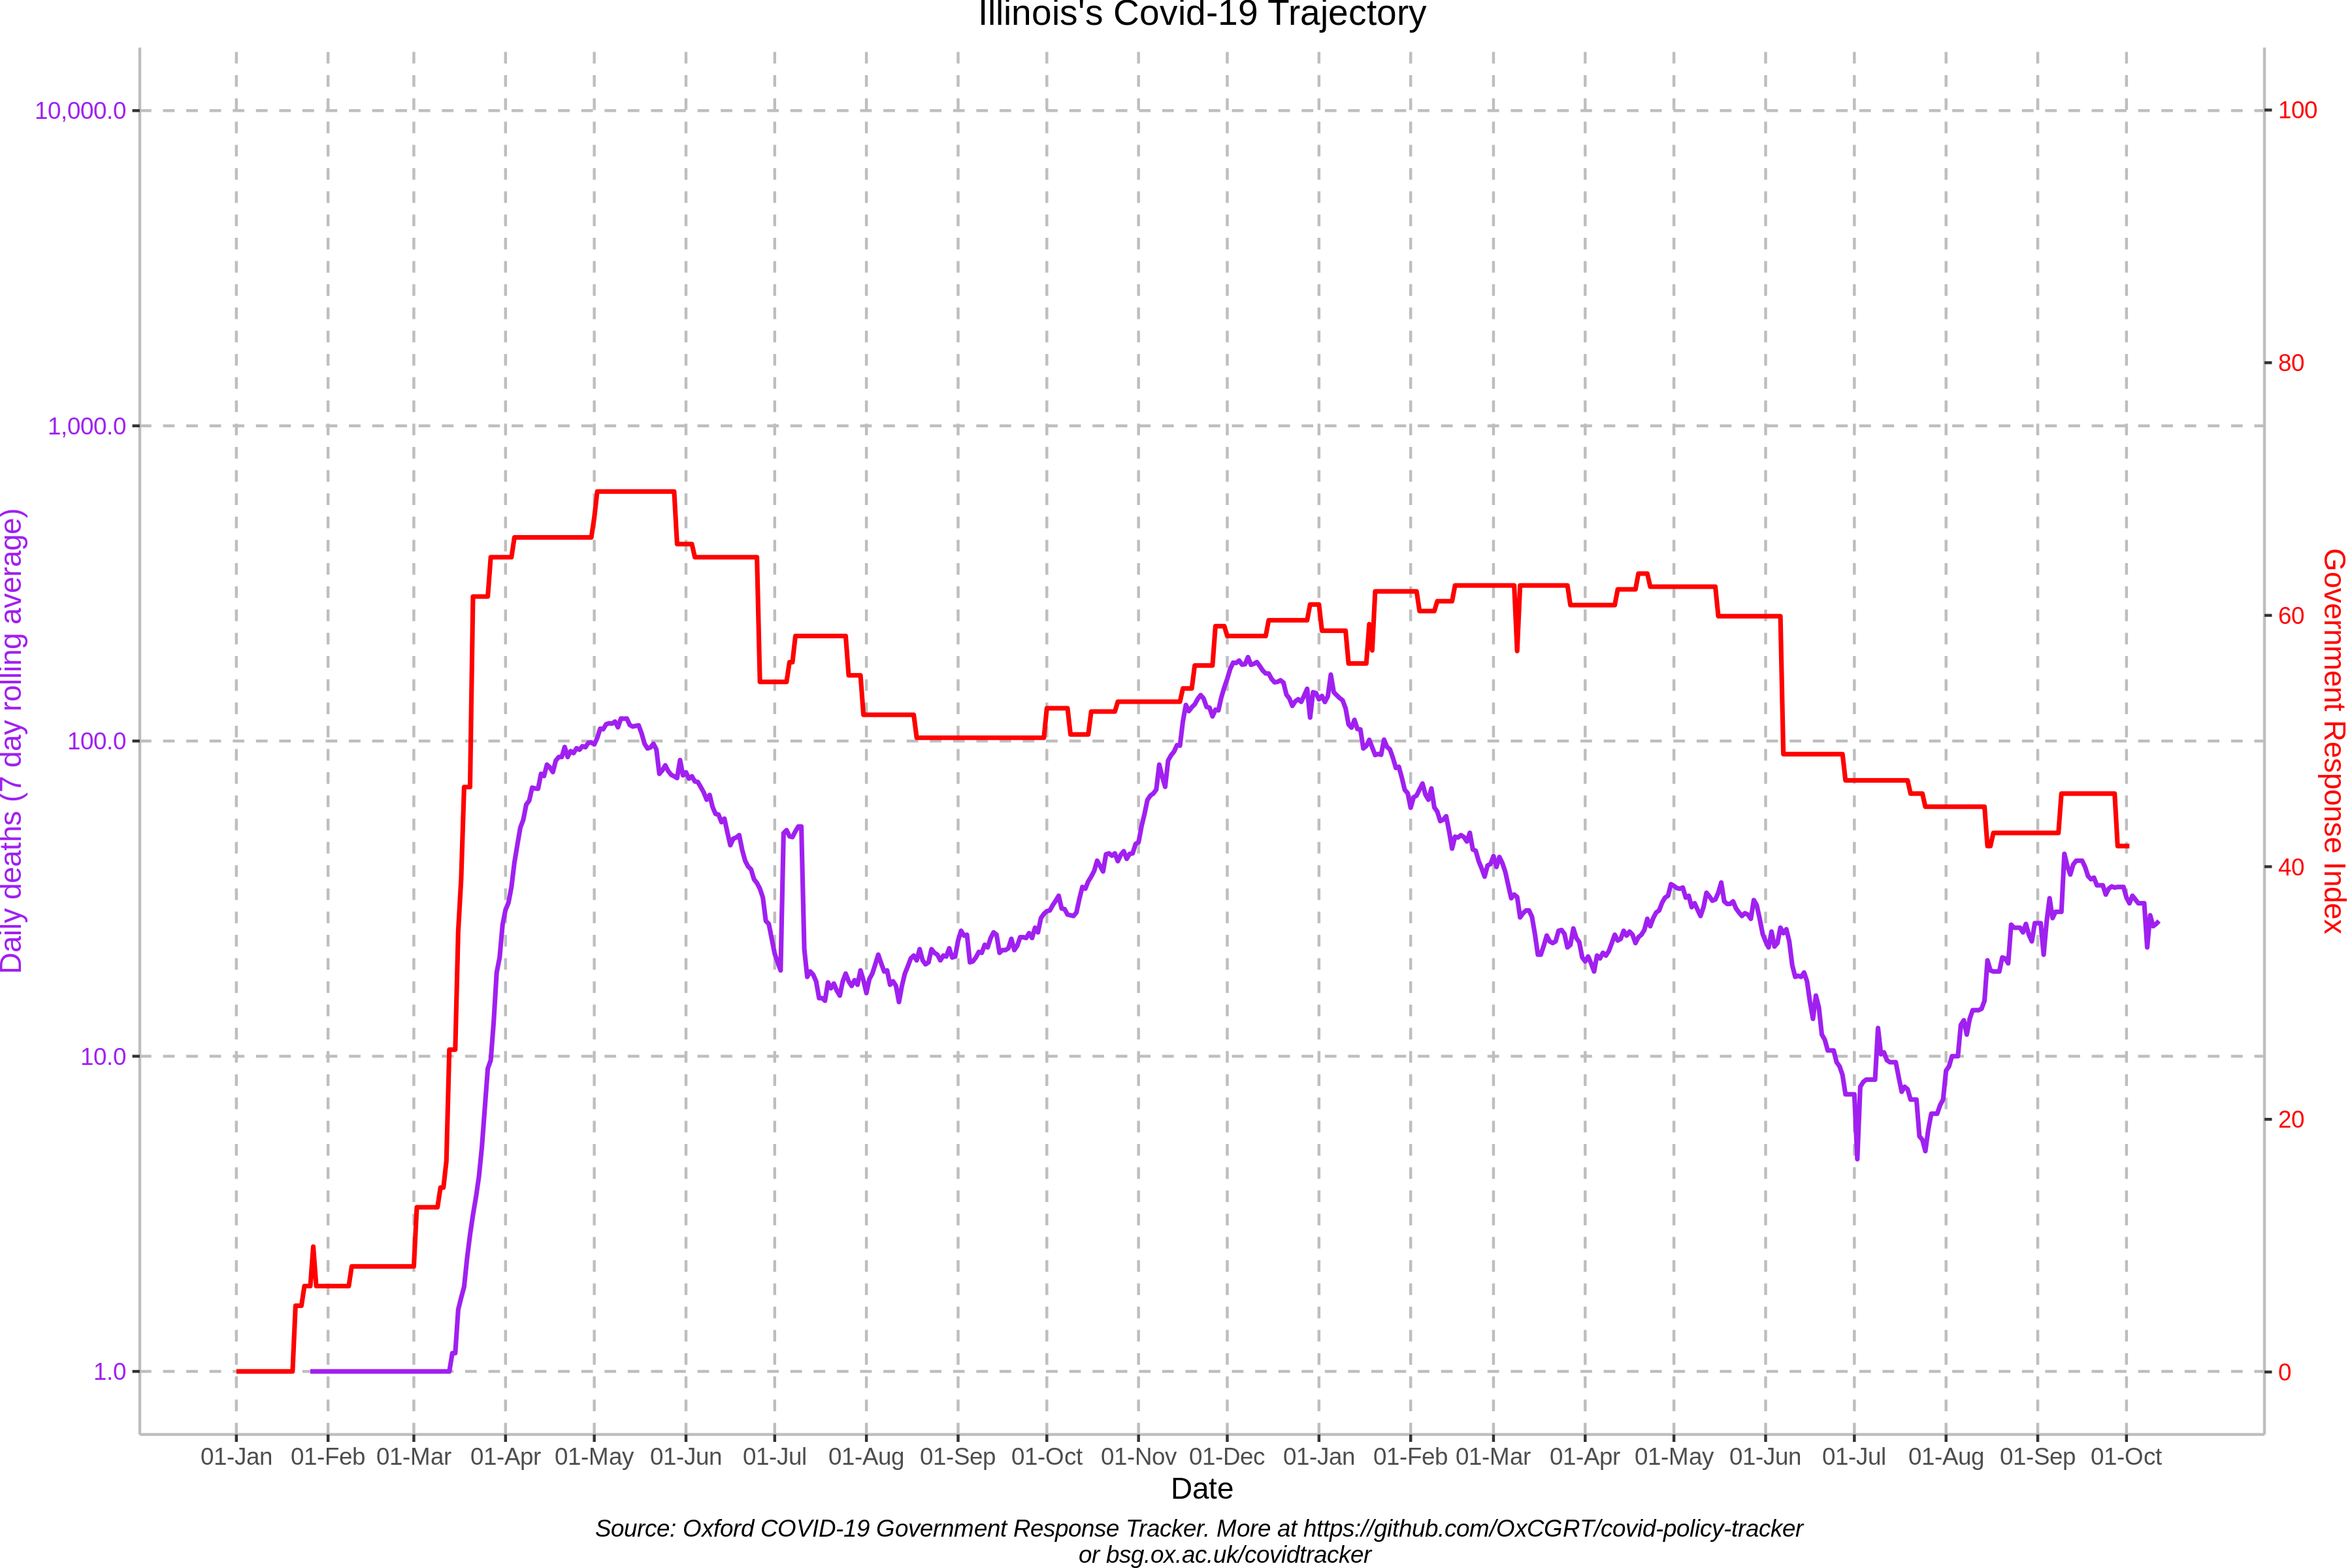 Illinois's Covid-19 Trajectory
10,000.0
1,000.0
100.0
10.0
1.0
Daily deaths (7 day rolling average)
100
80
60
40
20
0
Government Response Index
01-Jan 01-Feb 01-Mar 01-Apr 01-May 01-Jun 01-Jul 01-Aug 01-Sep 01-Oct 01-Nov 01-Dec 01-Jan 01-Feb 01-Mar 01-Apr 01-May 01-Jun 01-Jul 01-Aug 01-Sep 01-Oct
Date
Source: Oxford COVID-19 Government Response Tracker. More at https://github.com/OxCGRT/covid-policy-tracker
or bsg.ox.ac.uk/covidtracker